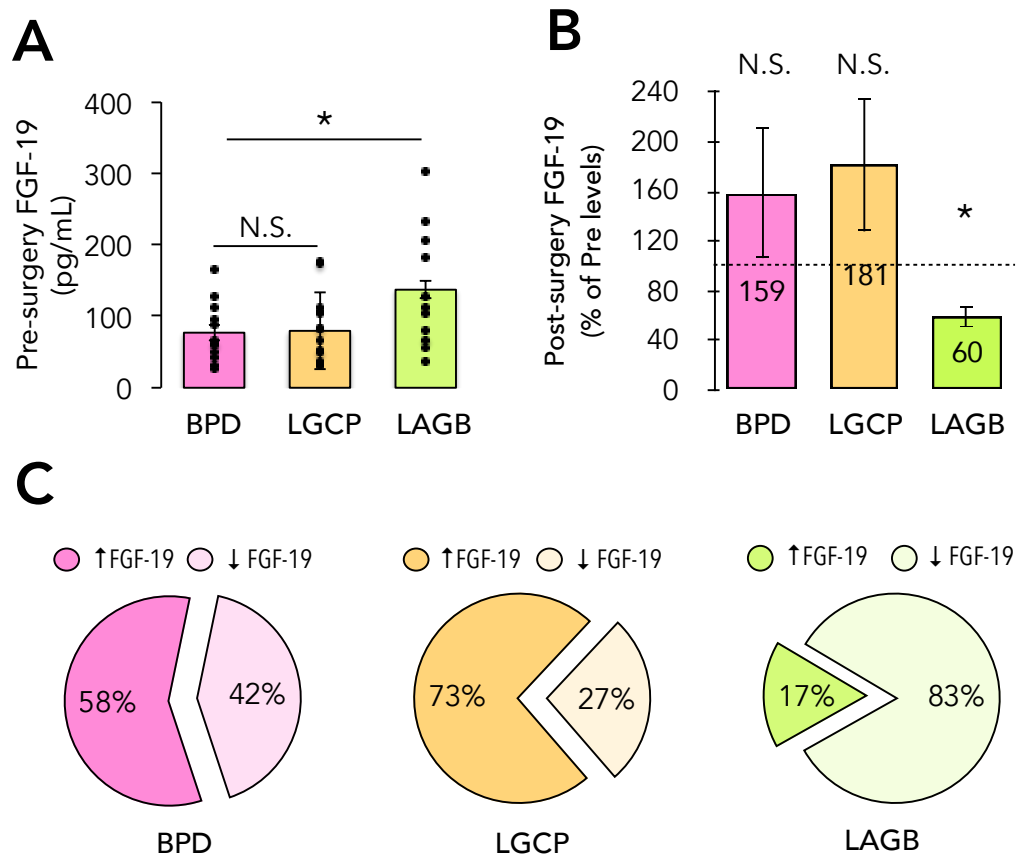 A
Pre-surgery FGF-19
(pg/mL)
400
300
200
100
0
*
N.S.
BPD
LGCP
LAGB
B
Post-surgery FGF-19
(% of Pre levels)
240
200
160
120
80
40
0
N.S.
N.S.
*
159
181
60
BPD
LGCP
LAGB
C
↑FGF-19 ↓ FGF-19
58%
42%
BPD
↑FGF-19 ↓ FGF-19
73%
27%
LGCP
↑FGF-19 ↓ FGF-19
17%
83%
LAGB